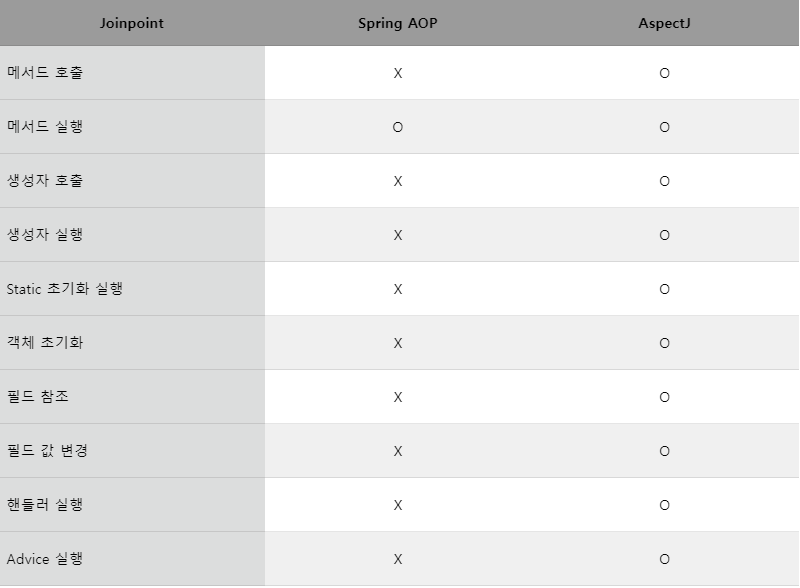 Joinpoint Spring AOP AspectJ
메서드 호출 X O
메서드 실행 O O
생성자 호출 X O
생성자 실행 X O
Static 초기화 실행 X O
객체 초기화 X O
필드 참조 X O
필드 값 변경 X O
핸들러 실행 X O
Advice 실행 X O